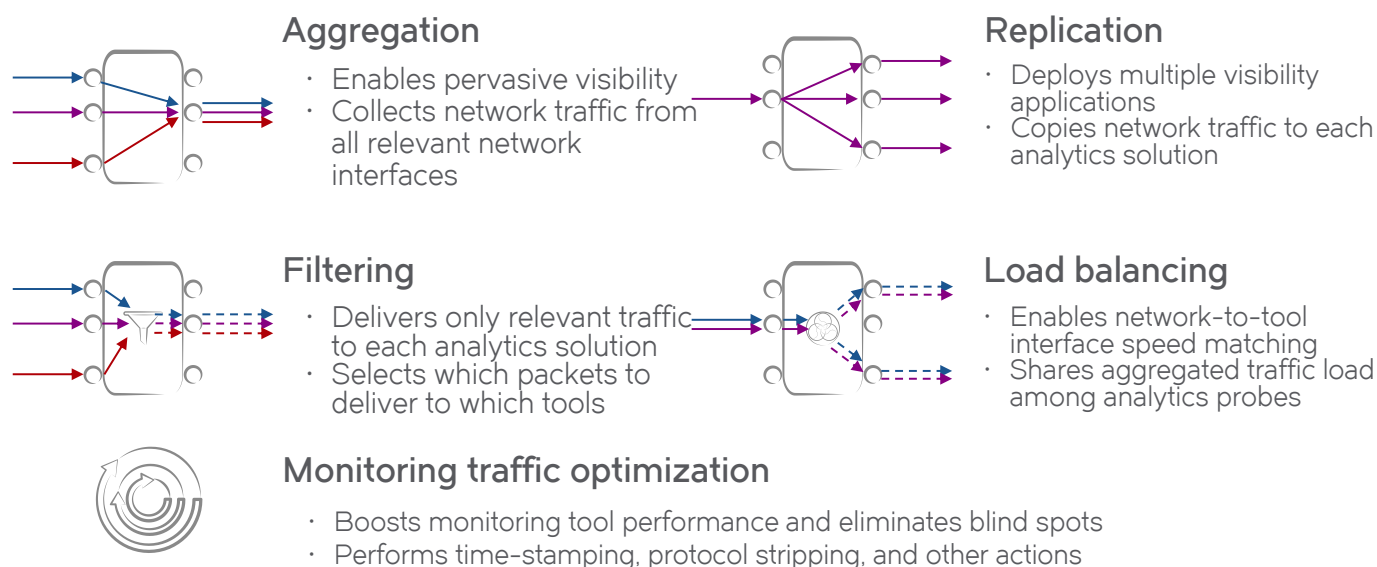 Aggregation
· Enables pervasive visibility
· Collects network traffic from
all relevant network
interfaces
Replication
· Deploys multiple visibility
applications
· Copies network traffic to each
analytics solution
Filtering
· Delivers only relevant traffic
to each analytics solution
· Selects which packets to
deliver to which tools
Load balancing
· Enables network-to-tool
interface speed matching
· Shares aggregated traffic load
among analytics probes
Monitoring traffic optimization
· Boosts monitoring tool performance and eliminates blind spots
· Performs time-stamping, protocol stripping, and other actions